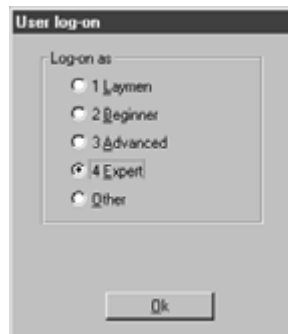 User log-on
Log-on as
1 Laymen
2 Beginner
3 Advanced
4 Expert
Other
Ok